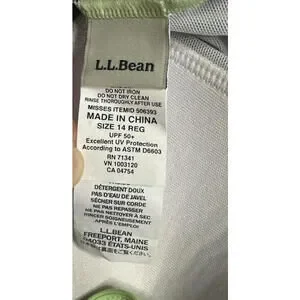 L.L.Bean
DO NOT IRON
DO NOT DRY CLEAN
RINSE THOROUGHLY AFTER USE
MISSES ITEMID 506393
MADE IN CHINA
SIZE 14 REG
UPF 50+
Excellent UV Protection
According to ASTM D6603
RN 71341
VN 1003120
CA 04754
DÉTERGENT DOUX
PAS D'EAU DE JAVEL
SÉCHER SUR CORDE
NE PAS REPASSER
NE PAS NETTOYER À SEC
RINCER SOIGNEUSEMENT
APRÈS L'EMPLOI
L.L.BEAN
FREEPORT, MAINE
04033 ÉTATS-UNIS